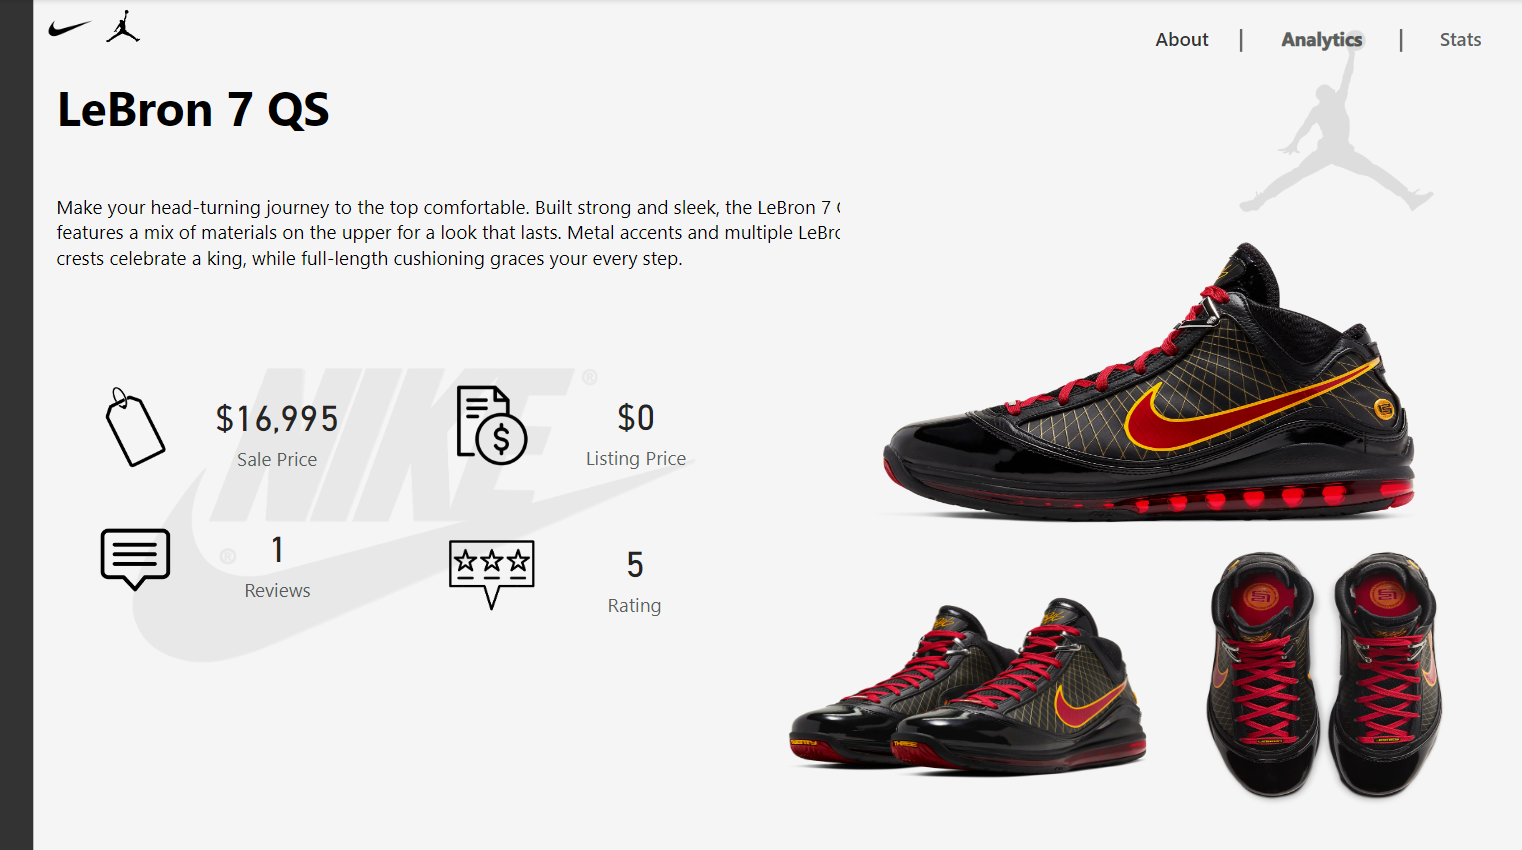 About | Analytics | Stats
LeBron 7 QS
Make your head-turning journey to the top comfortable. Built strong and sleek, the LeBron 7
features a mix of materials on the upper for a look that lasts. Metal accents and multiple
crests celebrate a king, while full-length cushioning graces your every step.
NIKE ®
$16,995
Sale Price
$0
Listing Price
®
1
Reviews
5
Rating